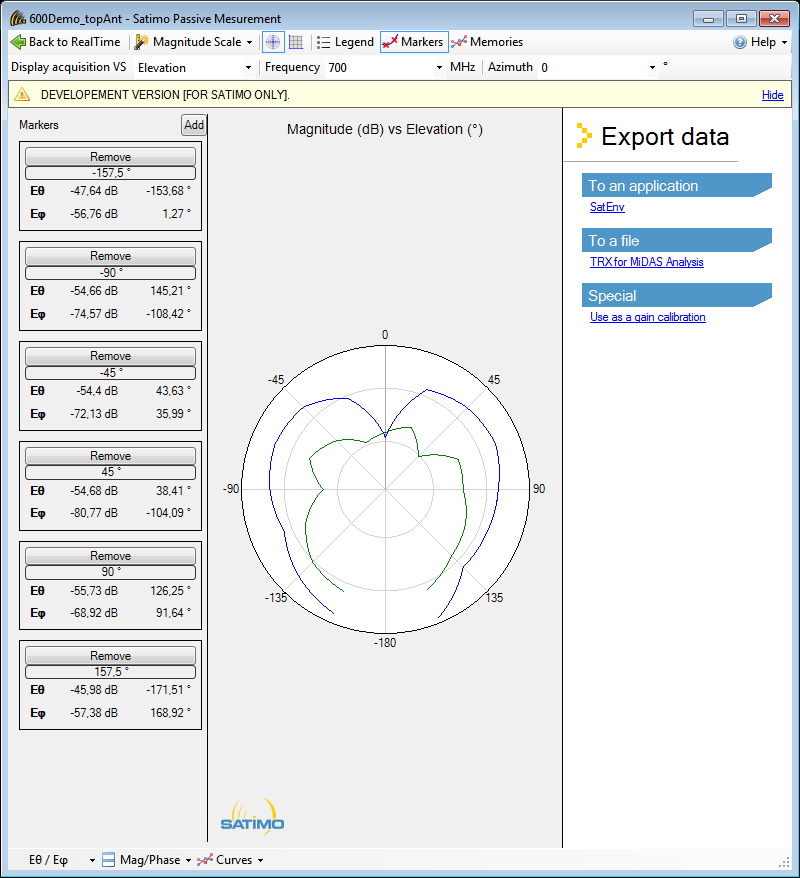 600Demo_topAnt - Satimo Passive Mesurement
Back to RealTime Magnitude Scale Legend Markers Memories Help
Display acquisition VS Elevation Frequency 700 MHz Azimuth 0 °
DEVELOPEMENT VERSION [FOR SATIMO ONLY]. Hide
Markers Add
Remove
-157,5 °
Eθ -47,64 dB -153,68 °
Eφ -56,76 dB 1,27 °
Remove
-90 °
Eθ -54,66 dB 145,21 °
Eφ -74,57 dB -108,42 °
Remove
-45 °
Eθ -54,4 dB 43,63 °
Eφ -72,13 dB 35,99 °
Remove
45 °
Eθ -54,68 dB 38,41 °
Eφ -80,77 dB -104,09 °
Remove
90 °
Eθ -55,73 dB 126,25 °
Eφ -68,92 dB 91,64 °
Remove
157,5 °
Eθ -45,98 dB -171,51 °
Eφ -57,38 dB 168,92 °
Magnitude (dB) vs Elevation (°)
0
-45 45
-90 90
-135 135
-180
SATIMO
Export data
To an application
SatEnv
To a file
TRX for MiDAS Analysis
Special
Use as a gain calibration
Eθ / Eφ Mag/Phase Curves